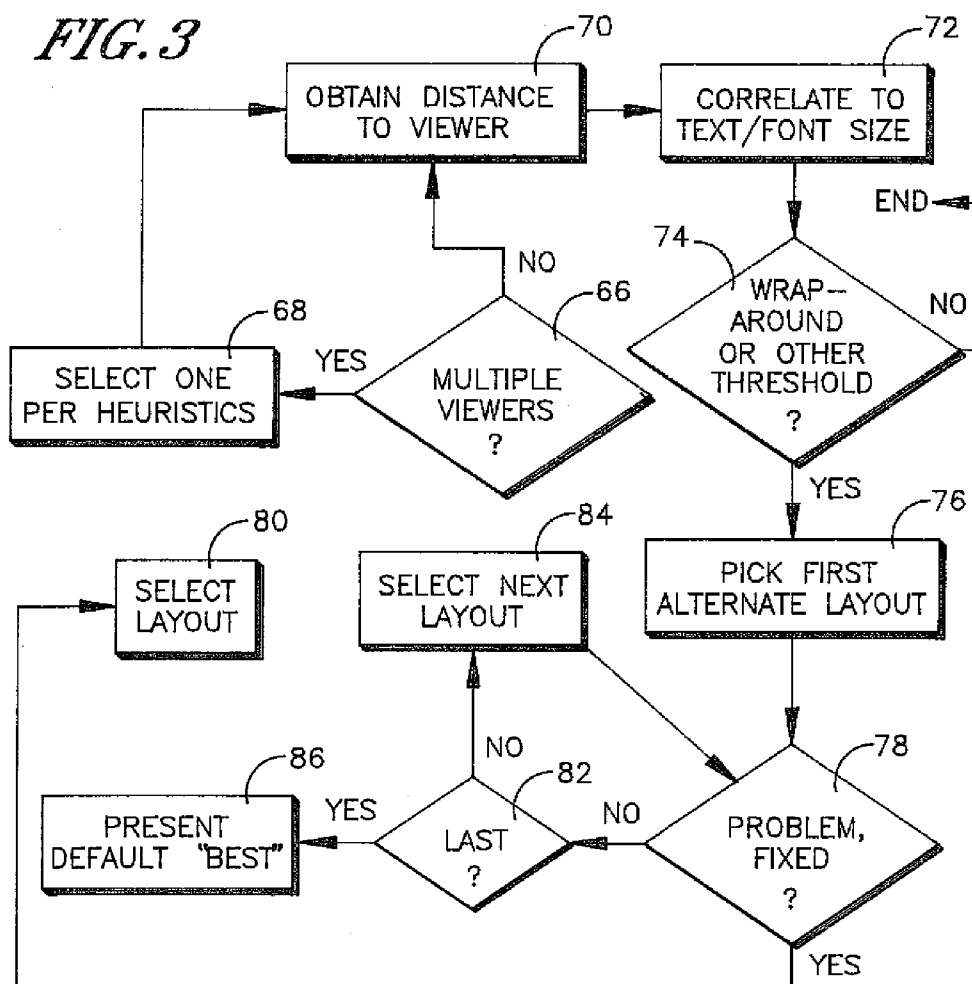 FIG. 3
70
OBTAIN DISTANCE
TO VIEWER
72
CORRELATE TO
TEXT/FONT SIZE
END
74
WRAP-
AROUND
OR OTHER
THRESHOLD
?
NO
YES
NO
66
MULTIPLE
VIEWERS
?
YES
68
SELECT ONE
PER HEURISTICS
76
PICK FIRST
ALTERNATE LAYOUT
80
SELECT
LAYOUT
84
SELECT NEXT
LAYOUT
78
PROBLEM,
FIXED
?
NO
YES
82
LAST
?
NO
YES
86
PRESENT
DEFAULT "BEST"